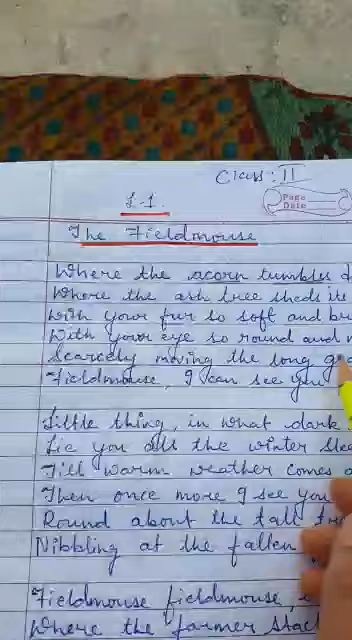 Class: II
L-1.
Page
Date
The Fieldmouse
Where the acorn tumbles
Where the ash tree sheds its
With your fur so soft and
With your eye so round and
Scarcely moving the long
Fieldmouse, I can see you
Little thing, in what dark
Lie you all the winter
Till warm weather comes
Then once more I see you
Round about the tall
Nibbling at the fallen
Fieldmouse fieldmouse,
Where the farmer